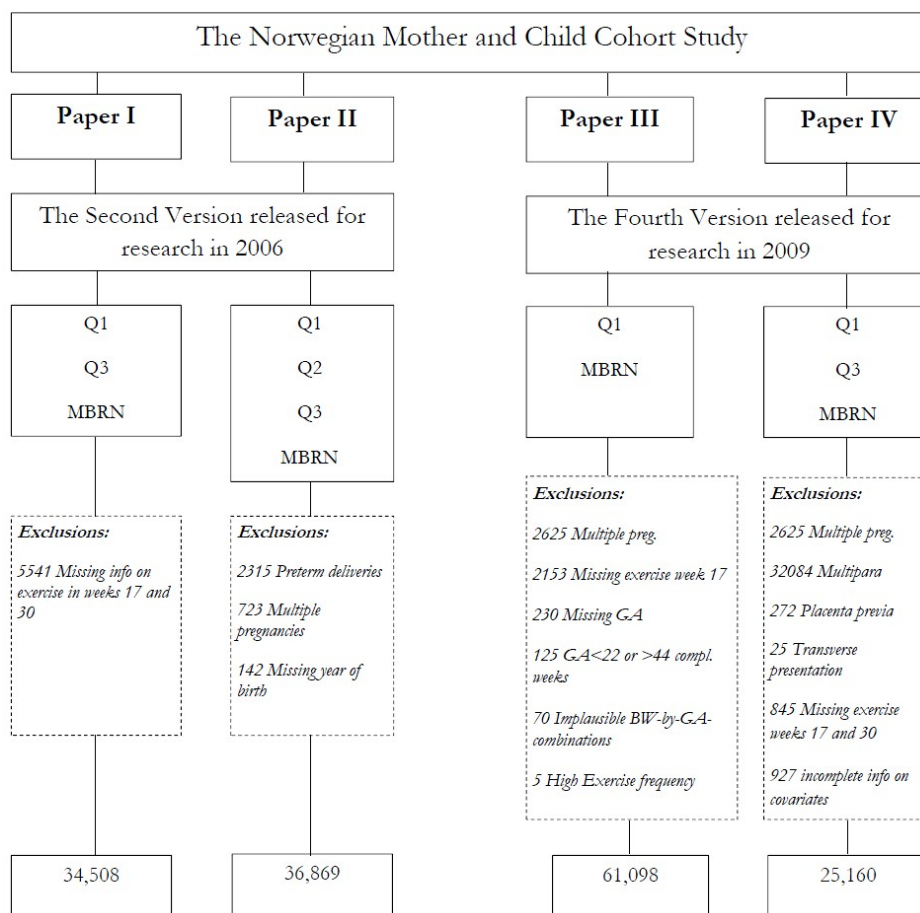 The Norwegian Mother and Child Cohort Study
Paper I
Paper II
Paper III
Paper IV
The Second Version released for
research in 2006
The Fourth Version released for
research in 2009
Q1
Q3
MBRN
Q1
Q2
Q3
MBRN
Q1
MBRN
Q1
Q3
MBRN
Exclusions:
5541 Missing info on
exercise in weeks 17 and
30
Exclusions:
2315 Preterm deliveries
723 Multiple
pregnancies
142 Missing year of
birth
Exclusions:
2625 Multiple preg.
2153 Missing exercise week 17
230 Missing GA
125 GA<22 or >44 compl.
weeks
70 Implausible BW-by-GA-
combinations
5 High Exercise frequency
Exclusions:
2625 Multiple preg.
32084 Multipara
272 Placenta previa
25 Transverse
presentation
845 Missing exercise
weeks 17 and 30
927 incomplete info on
covariates
34,508
36,869
61,098
25,160